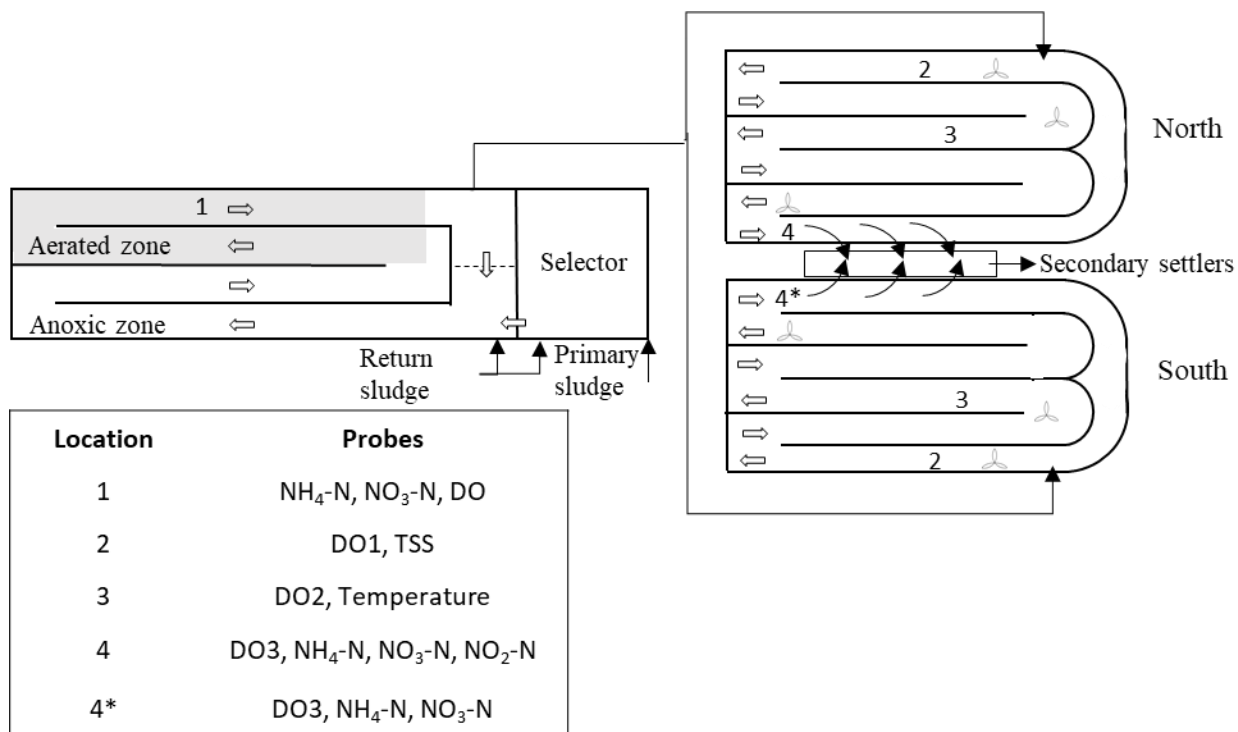 2
North
3
1
Aerated zone
Selector
4
Secondary settlers
4*
Anoxic zone
Return sludge
Primary sludge
South
3
2
Location Probes
1 NH₄-N, NO₃-N, DO
2 DO1, TSS
3 DO2, Temperature
4 DO3, NH₄-N, NO₃-N, NO₂-N
4* DO3, NH₄-N, NO₃-N